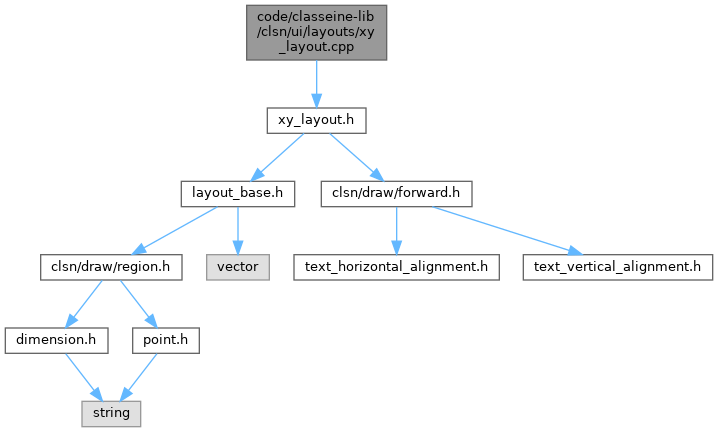 code/classeine-lib
/clsn/ui/layouts/xy
_layout.cpp
xy_layout.h
layout_base.h
clsn/draw/forward.h
clsn/draw/region.h
vector
text_horizontal_alignment.h
text_vertical_alignment.h
dimension.h
point.h
string